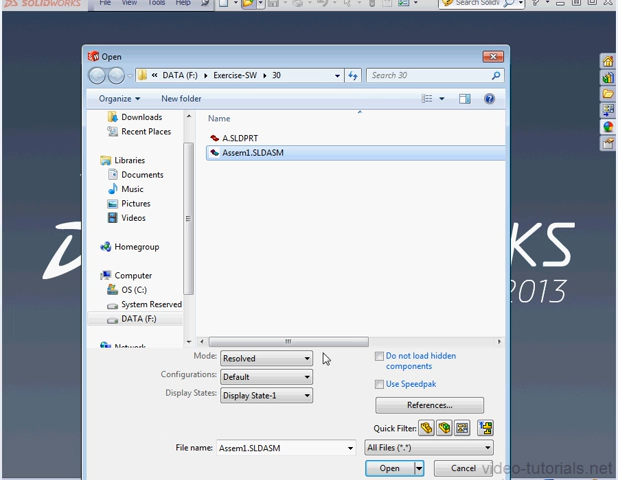 SOLIDWORKS File View Tools Help Search Solidw
Open
« DATA (F:) ▸ Exercise-SW ▸ 30 Search 30
Organize New folder
Downloads
Recent Places
Libraries
Documents
Music
Pictures
Videos
Homegroup
Computer
OS (C:)
System Reserved
DATA (F:)
Network
Name
A.SLDPRT
Assem1.SLDASM
Mode: Resolved
Configurations: Default
Display States: Display State-1
Do not load hidden
components
Use Speedpak
References...
Quick Filter:
File name: Assem1.SLDASM All Files (*.*)
Open Cancel
KS
2013
video-tutorials.net